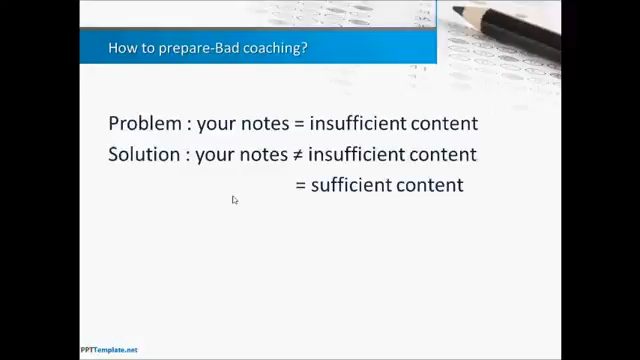 How to prepare-Bad coaching?
Problem : your notes = insufficient content
Solution : your notes ≠ insufficient content
= sufficient content
PPTTemplate.net